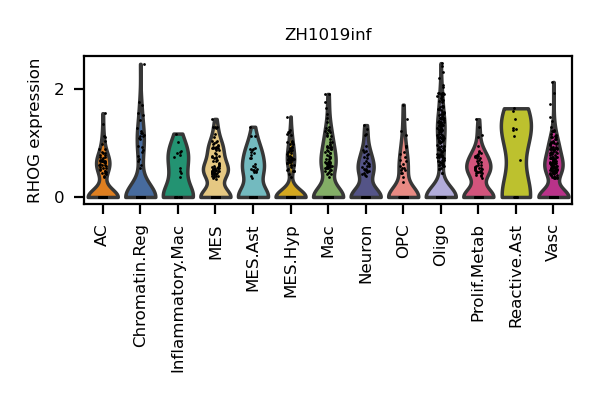 ZH1019inf
RHOG expression
2
0
AC
Chromatin.Reg
Inflammatory.Mac
MES
MES.Ast
MES.Hyp
Mac
Neuron
OPC
Oligo
Prolif.Metab
Reactive.Ast
Vasc